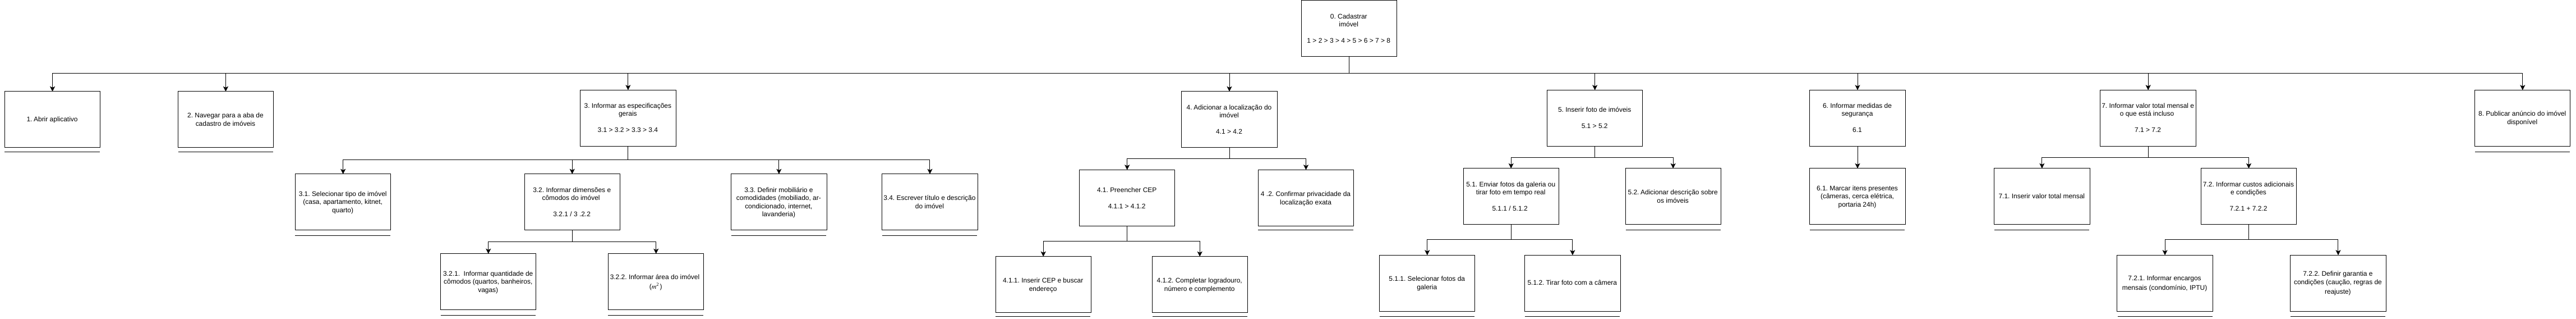 0. Cadastrar
imóvel
1 > 2 > 3 > 4 > 5 > 6 > 7 > 8
1. Abrir aplicativo
2. Navegar para a aba de
cadastro de imóveis
3. Informar as especificações
gerais
3.1 > 3.2 > 3.3 > 3.4
4. Adicionar a localização do
imóvel
4.1 > 4.2
5. Inserir foto de imóveis
5.1 > 5.2
6. Informar medidas de
segurança
6.1
7. Informar valor total mensal e
o que está incluso
7.1 > 7.2
8. Publicar anúncio do imóvel
disponível
3.1. Selecionar tipo de imóvel
(casa, apartamento, kitnet,
quarto)
3.2. Informar dimensões e
cômodos do imóvel
3.2.1 / 3 .2.2
3.3. Definir mobiliário e
comodidades (mobiliado, ar-
condicionado, internet,
lavanderia)
3.4. Escrever título e descrição
do imóvel
4.1. Preencher CEP
4.1.1 > 4.1.2
4 .2. Confirmar privacidade da
localização exata
5.1. Enviar fotos da galeria ou
tirar foto em tempo real
5.1.1 / 5.1.2
5.2. Adicionar descrição sobre
os imóveis
6.1. Marcar itens presentes
(câmeras, cerca elétrica,
portaria 24h)
7.1. Inserir valor total mensal
7.2. Informar custos adicionais
e condições
7.2.1 + 7.2.2
3.2.1. Informar quantidade de
cômodos (quartos, banheiros,
vagas)
3.2.2. Informar área do imóvel
(m²)
4.1.1. Inserir CEP e buscar
endereço
4.1.2. Completar logradouro,
número e complemento
5.1.1. Selecionar fotos da
galeria
5.1.2. Tirar foto com a câmera
7.2.1. Informar encargos
mensais (condomínio, IPTU)
7.2.2. Definir garantia e
condições (caução, regras de
reajuste)